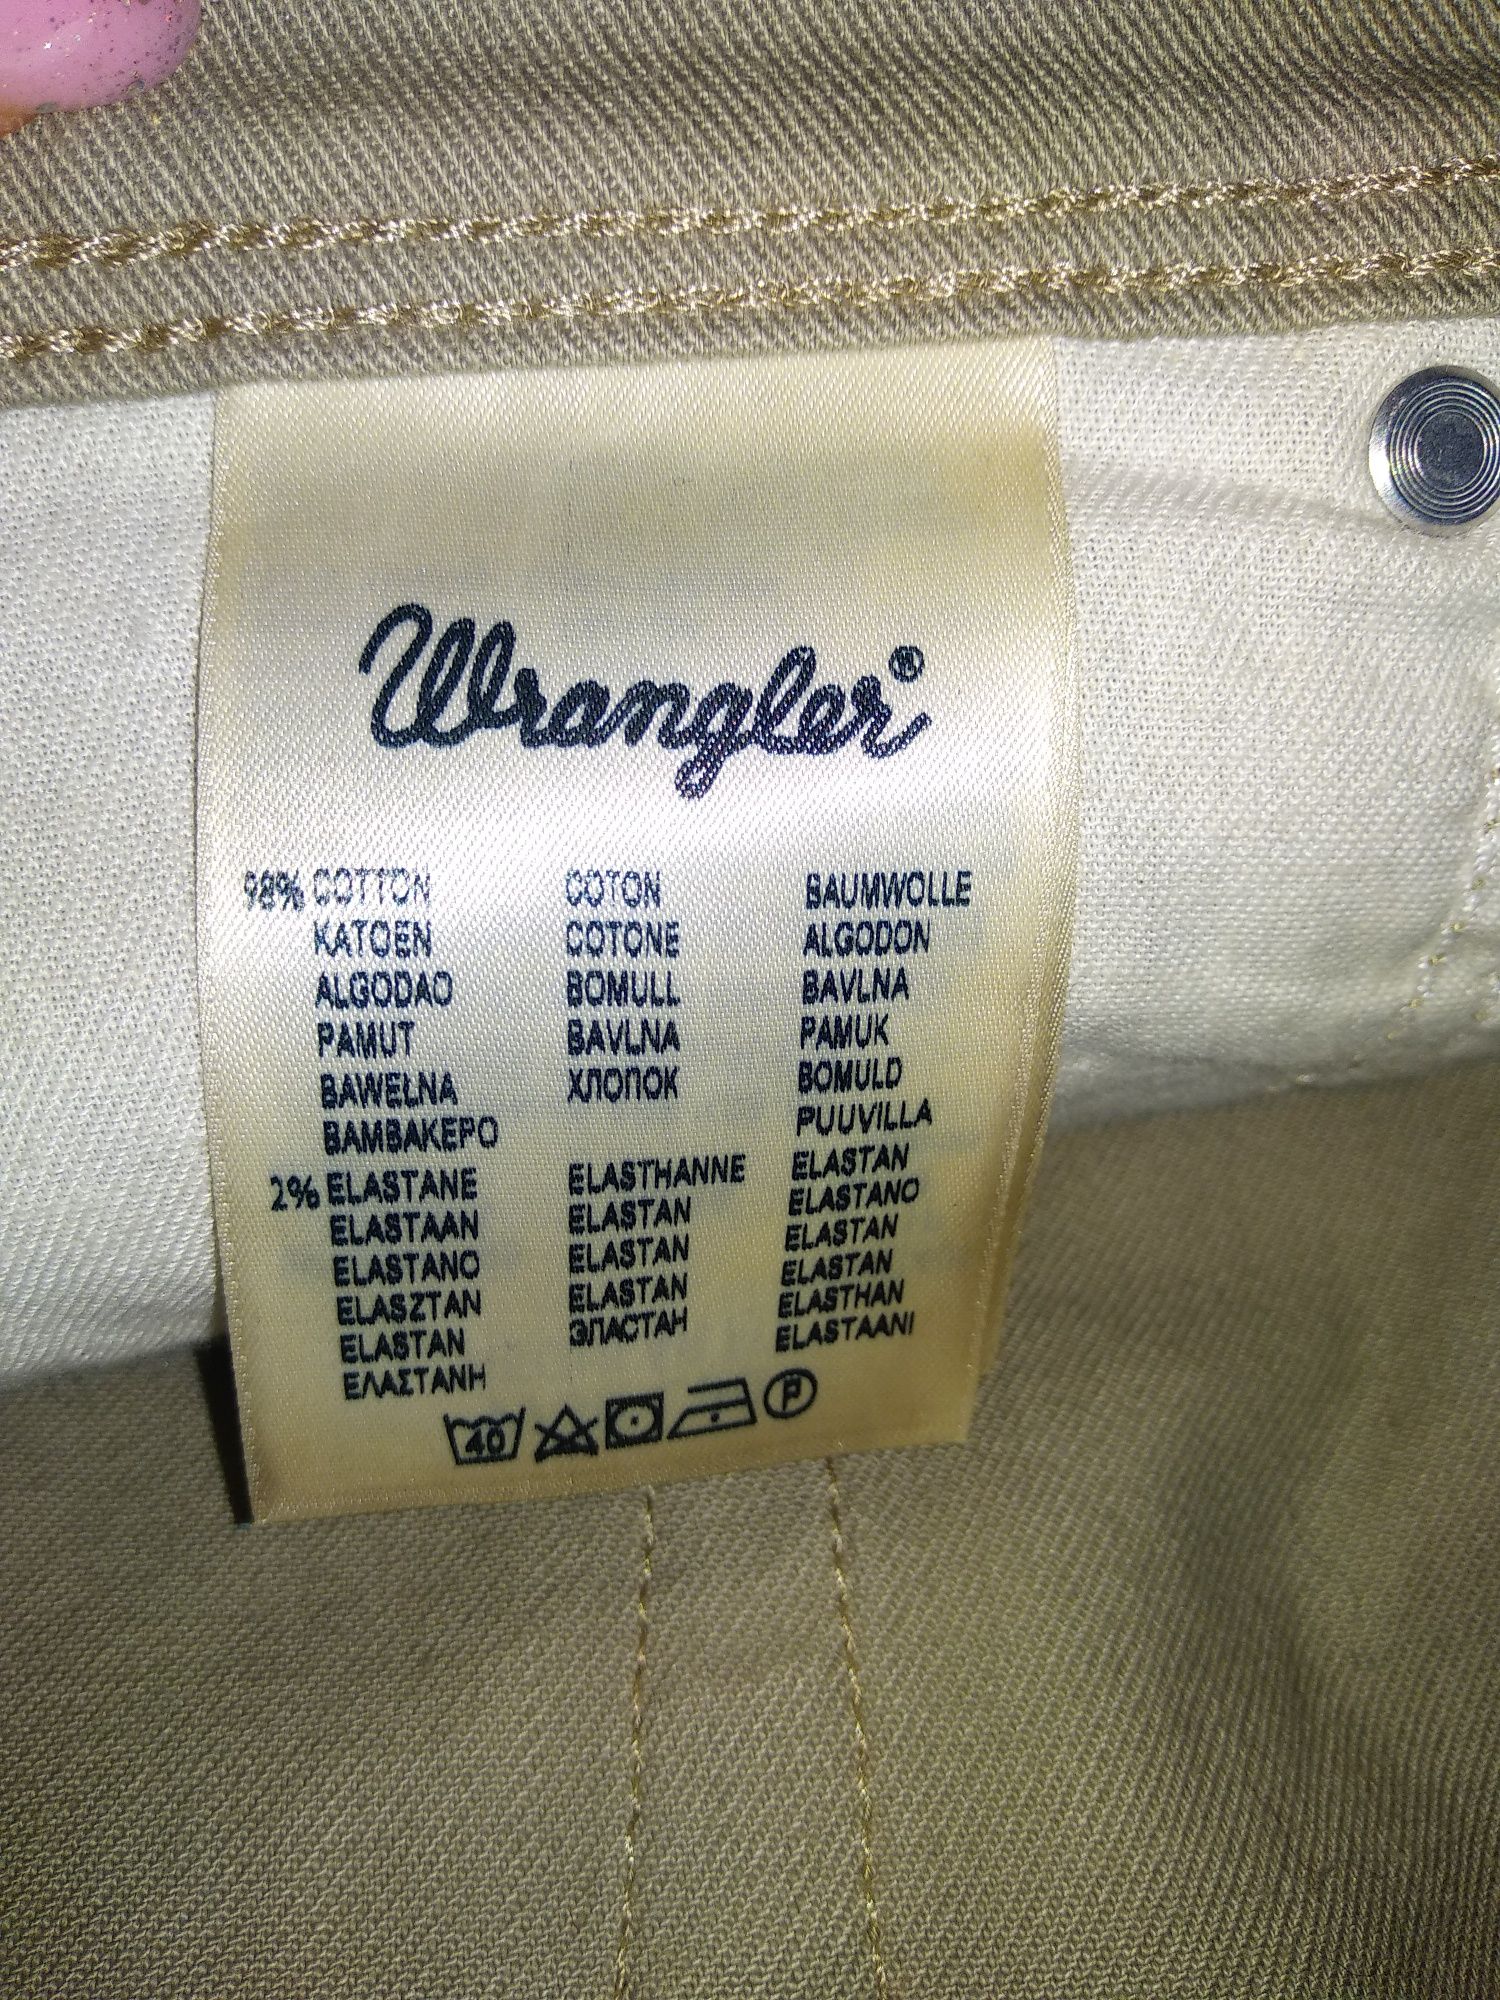 Wrangler®
98% COTTON COTON BAUMWOLLE
KATOEN COTONE ALGODON
ALGODAO BOMULL BAVLNA
PAMUT BAVLNA PAMUK
BAWEŁNA ХЛОПОК BOMULD
BAMBAKEPO PUUVILLA
2% ELASTANE ELASTHANNE ELASTAN
ELASTAAN ELASTAN ELASTANO
ELASTANO ELASTAN ELASTAN
ELASZTAN ELASTAN ELASTAN
ELASTAN ЭЛАСТАН ELASTHAN
ΕΛΑΣΤΑΝΗ ELASTAANI
40 P